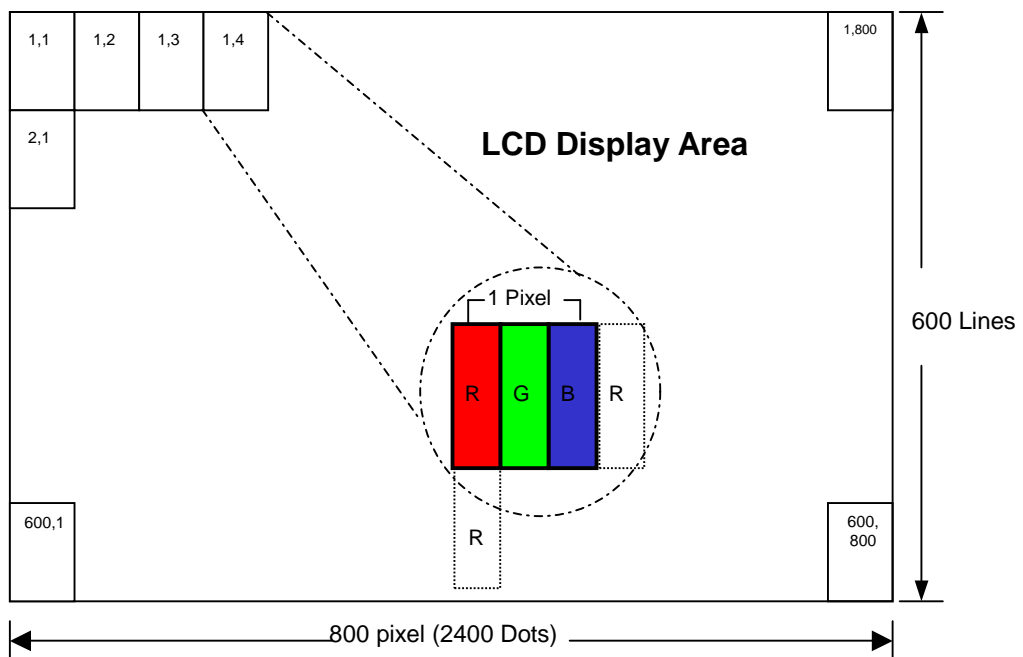 1,1
1,2
1,3
1,4
1,800
2,1
LCD Display Area
1 Pixel
600 Lines
R
G
B
R
600,1
R
600,
800
800 pixel (2400 Dots)